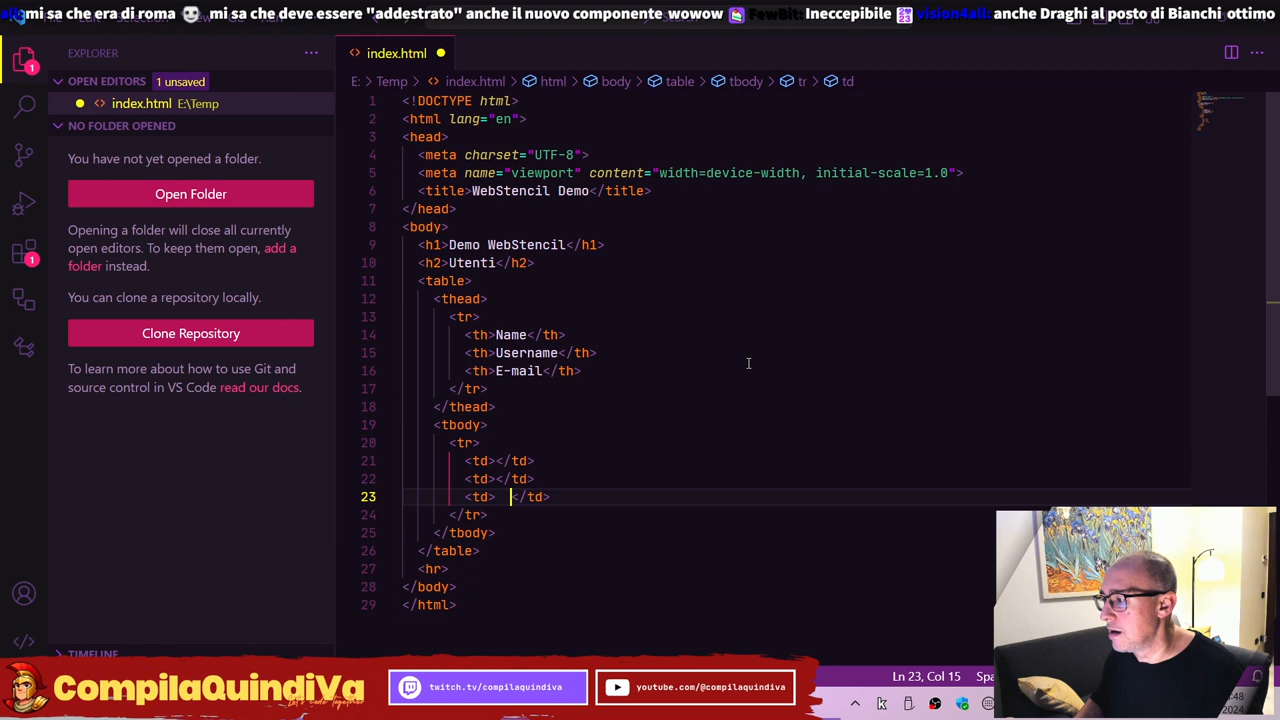 mi sa che era di roma mi sa che deve essere "addestrato" anche il nuovo componente wowow FewBit: Ineccepibile vision4all: anche Draghi al posto di Bianchi ottimo
EXPLORER
index.html
OPEN EDITORS 1 unsaved
E: > Temp > index.html > html > body > table > tbody > tr > td
index.html E:\Temp
NO FOLDER OPENED
You have not yet opened a folder.
Open Folder
Opening a folder will close all currently
open editors. To keep them open, add a
folder instead.
You can clone a repository locally.
Clone Repository
To learn more about how to use Git and
source control in VS Code read our docs.
TIMELINE
1 <!DOCTYPE html>
2 <html lang="en">
3 <head>
4 <meta charset="UTF-8">
5 <meta name="viewport" content="width=device-width, initial-scale=1.0">
6 <title>WebStencil Demo</title>
7 </head>
8 <body>
9 <h1>Demo WebStencil</h1>
10 <h2>Utenti</h2>
11 <table>
12 <thead>
13 <tr>
14 <th>Name</th>
15 <th>Username</th>
16 <th>E-mail</th>
17 </tr>
18 </thead>
19 <tbody>
20 <tr>
21 <td></td>
22 <td></td>
23 <td> </td>
24 </tr>
25 </tbody>
26 </table>
27 <hr>
28 </body>
29 </html>
Ln 23, Col 15
CompilaQuindiVa
Let's Code Together
twitch.tv/compilaquindiva
youtube.com/@compilaquindiva